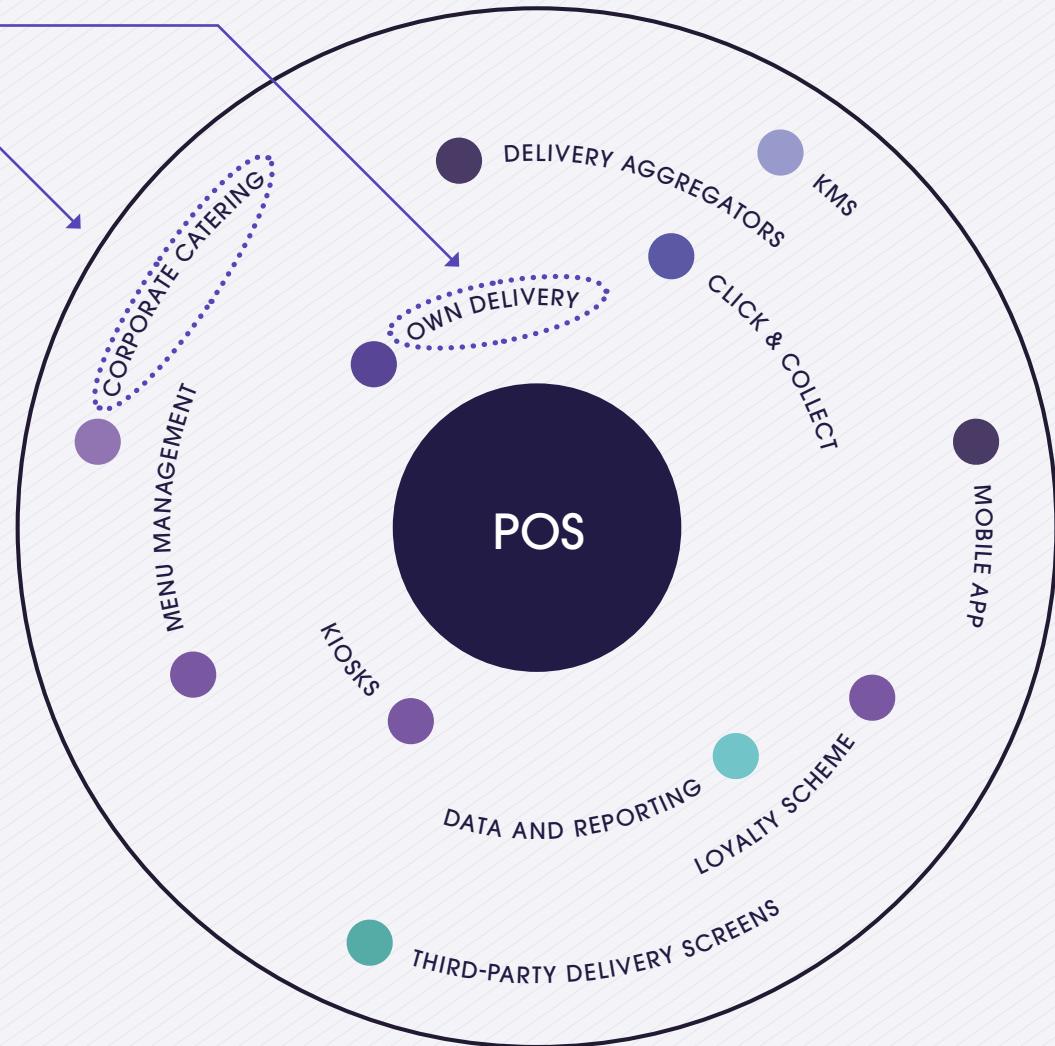 DELIVERY AGGREGATORS
KMS
CORPORATE CATERING
OWN DELIVERY
CLICK & COLLECT
MENU MANAGEMENT
MOBILE APP
POS
KIOSKS
DATA AND REPORTING
LOYALTY SCHEME
THIRD-PARTY DELIVERY SCREENS